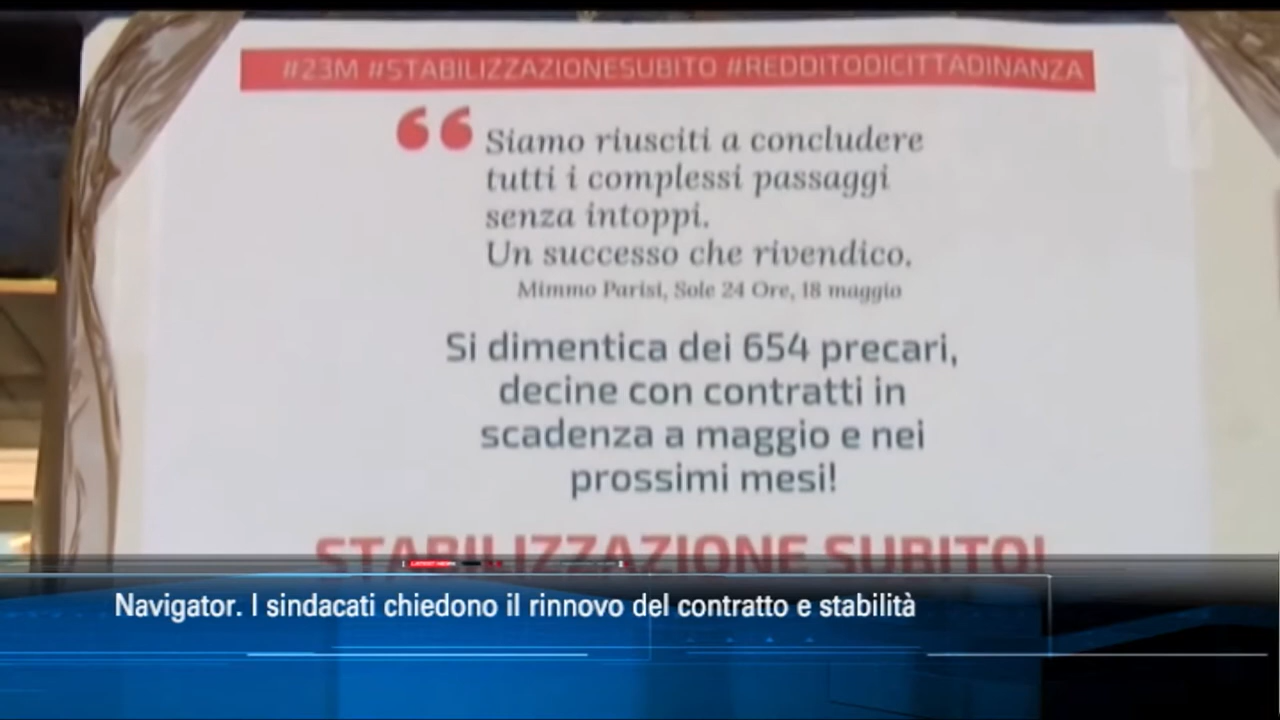 #23M #STABILIZZAZIONESUBITO #REDDITODICITTADINANZA
“Siamo riusciti a concludere
tutti i complessi passaggi
senza intoppi.
Un successo che rivendico.
Mimmo Parisi, Sole 24 Ore, 18 maggio
Si dimentica dei 654 precari,
decine con contratti in
scadenza a maggio e nei
prossimi mesi!
STABILIZZAZIONE SUBITO!
LATEST NEWS
Navigator. I sindacati chiedono il rinnovo del contratto e stabilità